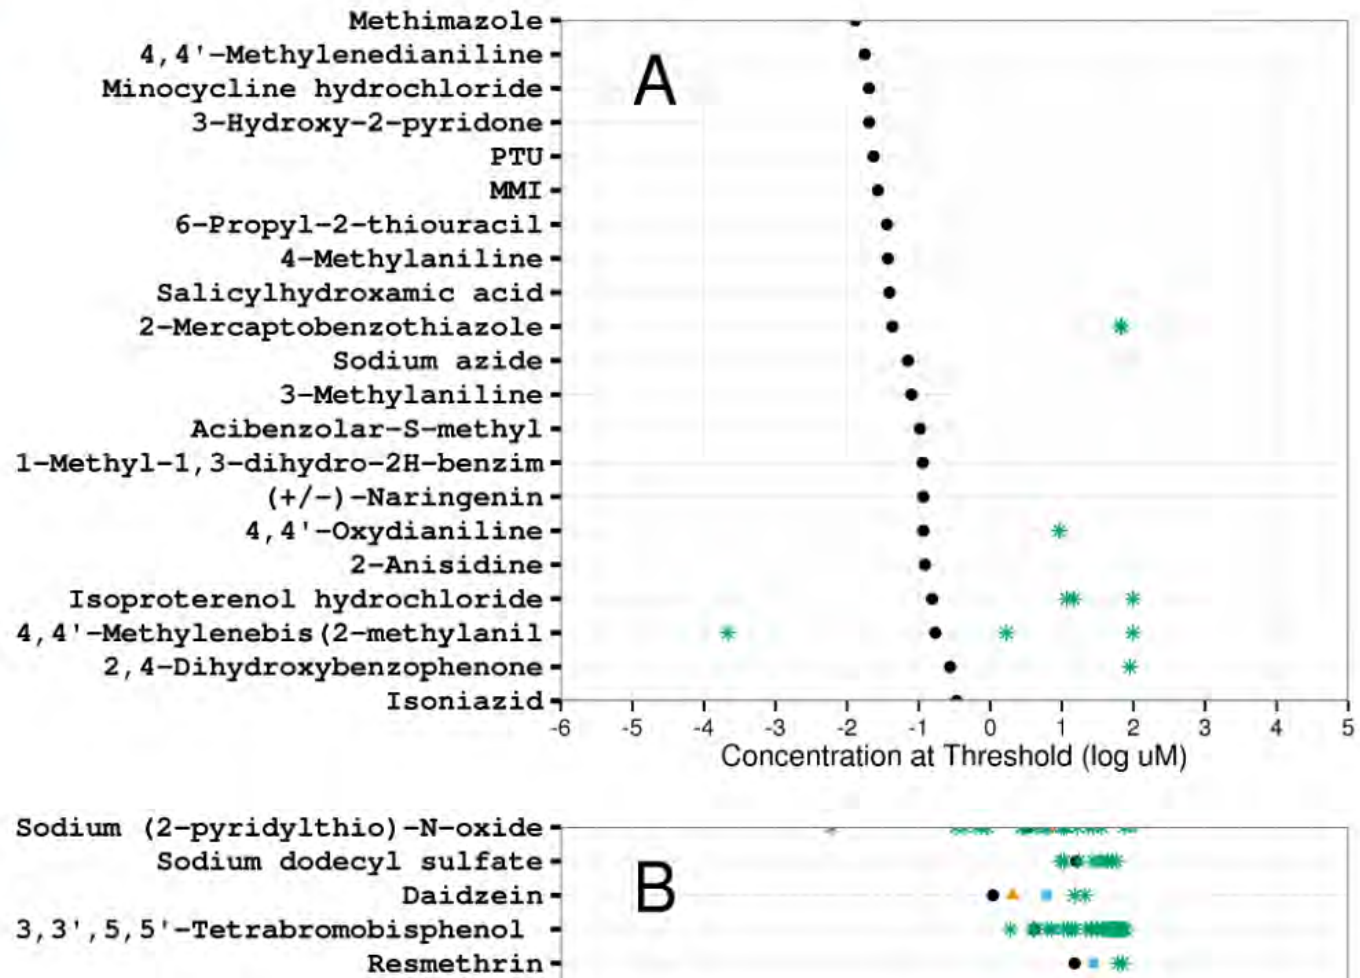 Methimazole
4,4'-Methylenedianiline
A
Minocycline hydrochloride
3-Hydroxy-2-pyridone
PTU
MMI
6-Propyl-2-thiouracil
4-Methylaniline
Salicylhydroxamic acid
2-Mercaptobenzothiazole
Sodium azide
3-Methylaniline
Acibenzolar-S-methyl
1-Methyl-1,3-dihydro-2H-benzim
(+/-)-Naringenin
4,4'-Oxydianiline
2-Anisidine
Isoproterenol hydrochloride
4,4'-Methylenebis(2-methylanil
2,4-Dihydroxybenzophenone
Isoniazid
-6 -5 -4 -3 -2 -1 0 1 2 3 4 5
Concentration at Threshold (log uM)
Sodium (2-pyridylthio)-N-oxide
Sodium dodecyl sulfate
B
Daidzein
3,3',5,5'-Tetrabromobisphenol
Resmethrin